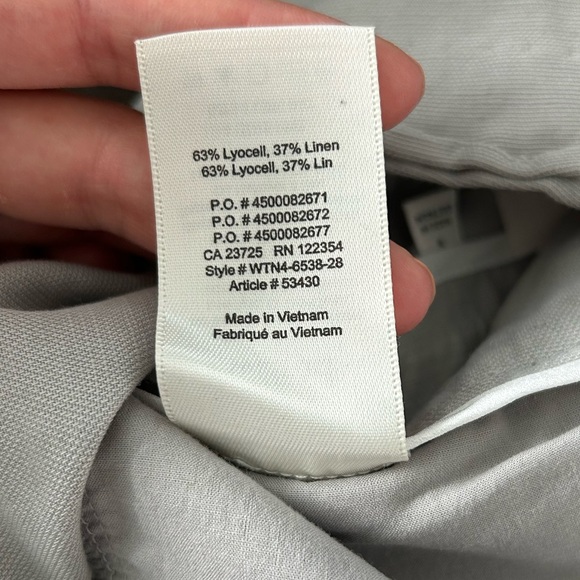 63% Lyocell, 37% Linen
63% Lyocell, 37% Lin
P.O. # 4500082671
P.O. # 4500082672
P.O. # 4500082677
CA 23725 RN 122354
Style # WTN4-6538-28
Article # 53430
Made in Vietnam
Fabriqué au Vietnam